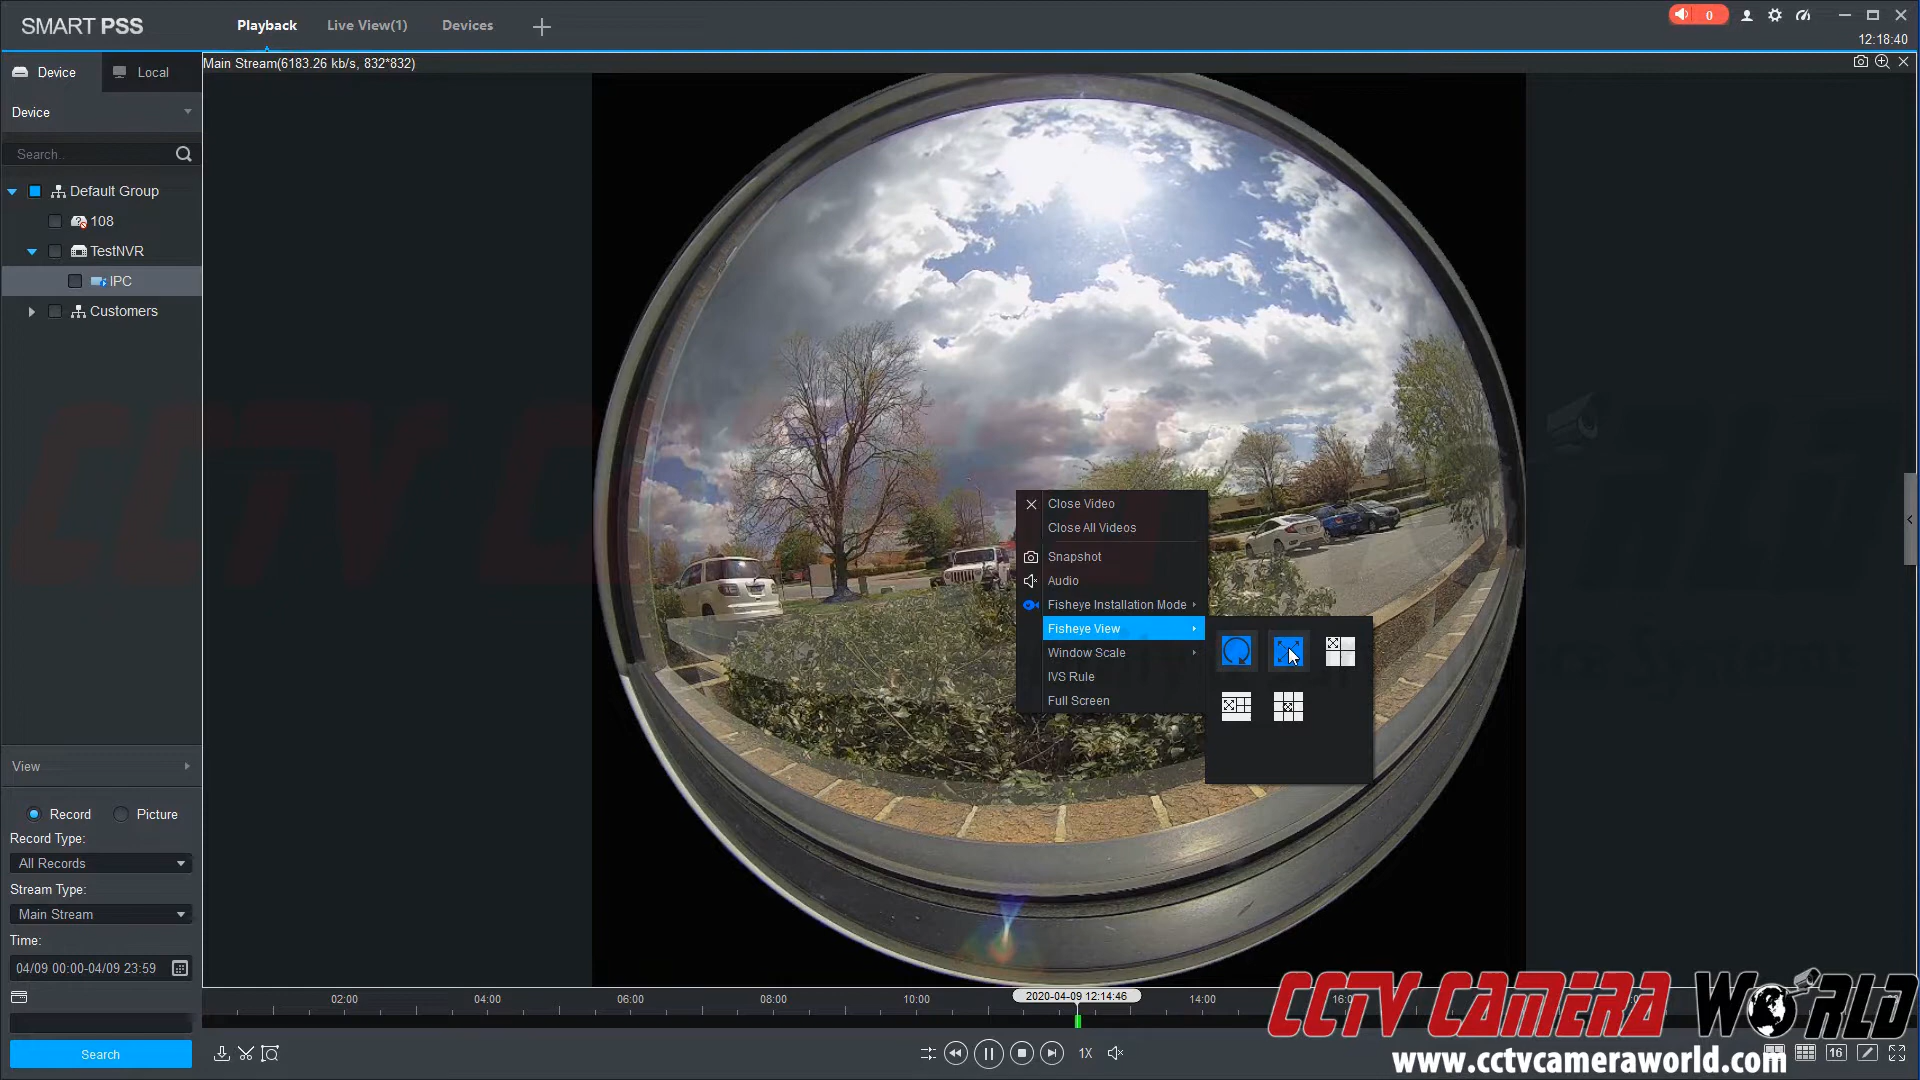 SMART PSS
Playback
Live View(1)
Devices
0
12:18:40
Device
Local
Main Stream(6183.26 kb/s, 832*832)
Device
Search..
Default Group
108
TestNVR
IPC
Customers
Close Video
Close All Videos
Snapshot
Audio
Fisheye Installation Mode
Fisheye View
Window Scale
IVS Rule
Full Screen
View
Record
Picture
Record Type:
All Records
Stream Type:
Main Stream
Time:
04/09 00:00-04/09 23:59
Search
02:00
04:00
06:00
08:00
10:00
2020-04-09 12:14:46
14:00
1X
16
CCTV CAMERA WORLD
www.cctvcameraworld.com